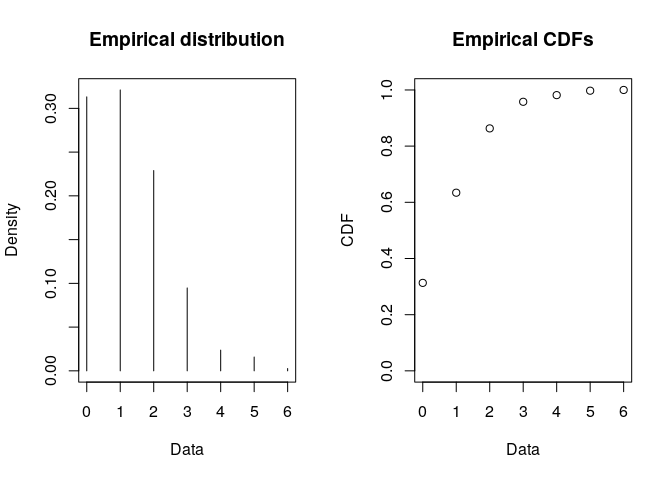 Empirical distribution
Density
0.00 0.10 0.20 0.30
0 1 2 3 4 5 6
Data
Empirical CDFs
CDF
0.0 0.2 0.4 0.6 0.8 1.0
0 1 2 3 4 5 6
Data